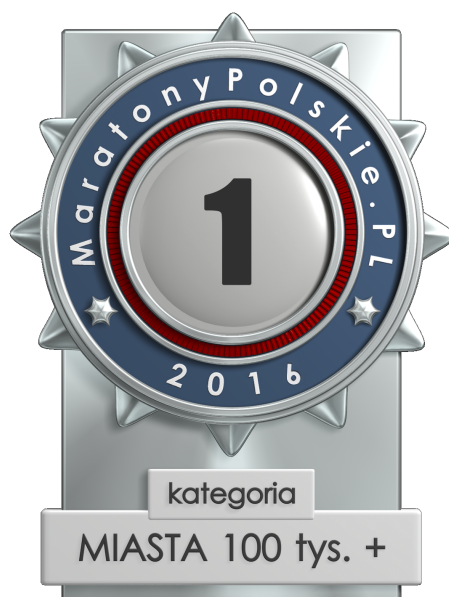 MaratonyPolskie.PL
1
2016
kategoria
MIASTA 100 tys. +